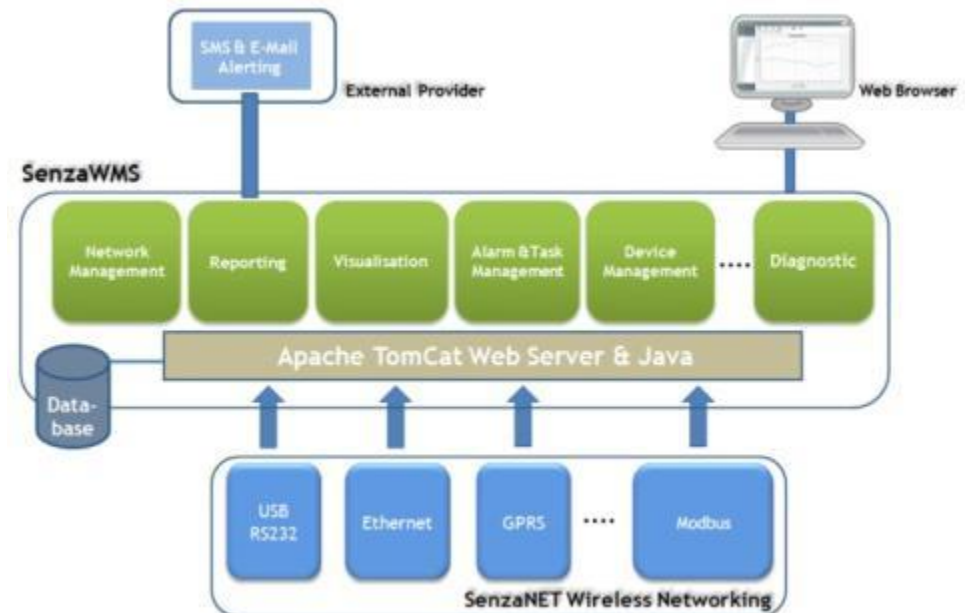 SMS & E-Mail
Alerting
External Provider
Web Browser
SenzaWMS
Network
Management
Reporting
Visualisation
Alarm &Task
Management
Device
Management
....
Diagnostic
Apache TomCat Web Server & Java
Data-
base
USB
RS232
Ethernet
GPRS
....
Modbus
SenzaNET Wireless Networking